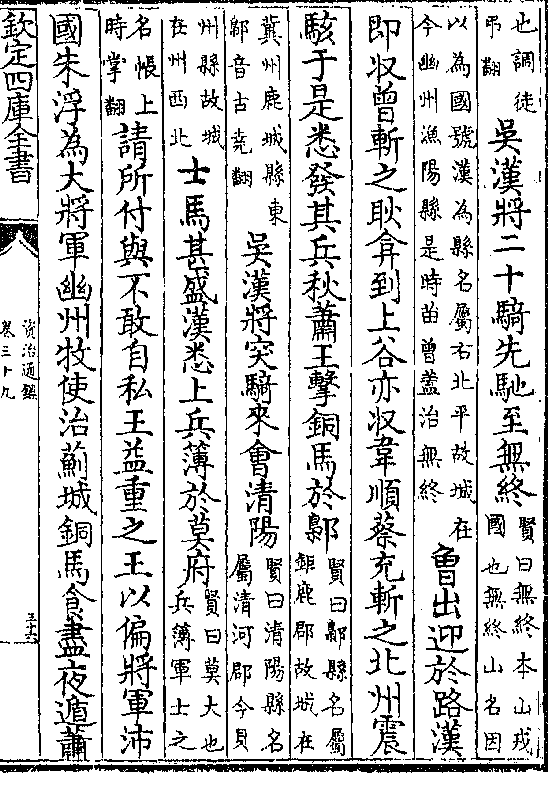 也調徒
弔翻
吳漢將二十騎先馳至無終
賢曰無終本山戎
國也無終山名因
以為國號漢為縣名屬右北平故城在
今幽州漁陽縣是時苗曾葢治無終
曾出迎於路漢
即収曾斬之耿弇到上谷亦収韋順蔡充斬之北州震
駭于是悉發其兵秋蕭王擊銅馬於鄡
賢曰鄡縣名屬
鉅鹿郡故城在
冀州鹿城縣東
鄡音古堯翻
吳漢將突騎來會清陽
賢曰清陽縣名
屬清河郡今貝
州縣故城
在州西北
士馬甚盛漢悉上兵簿於莫府
賢曰莫大也
兵簿軍士之
名帳上
時掌翻
請所付與不敢自私王益重之王以偏將軍沛
國朱浮為大將軍幽州牧使治薊城銅馬食盡夜遁蕭
欽定四庫全書
資治通鑑
卷三十九
三十六